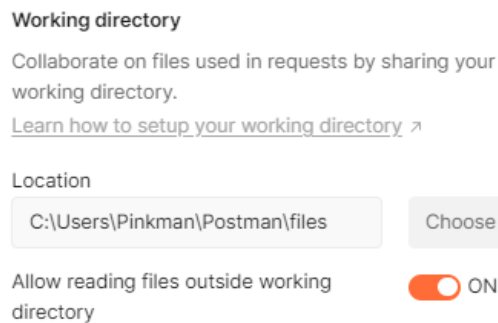 Working directory
Collaborate on files used in requests by sharing your
working directory.
Learn how to setup your working directory ↗
Location
C:\Users\Pinkman\Postman\files Choose
Allow reading files outside working ON
directory